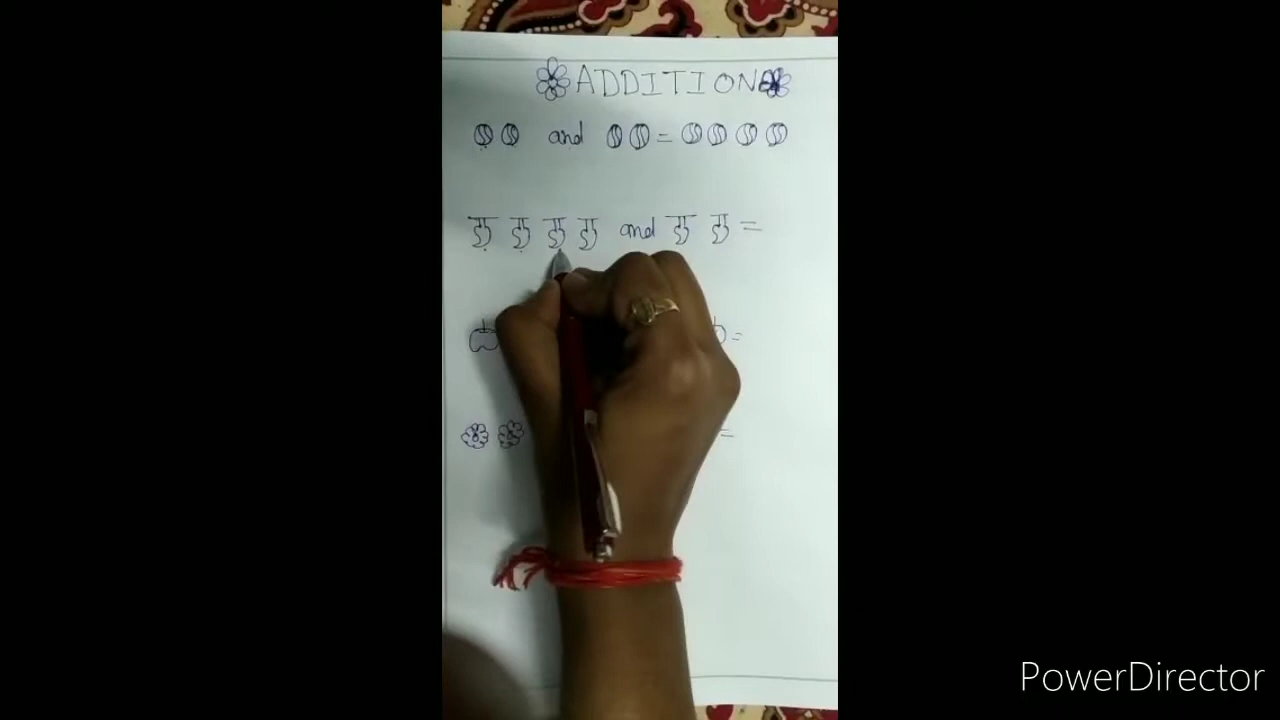 ADDITION
and =
and =
=
=
PowerDirector